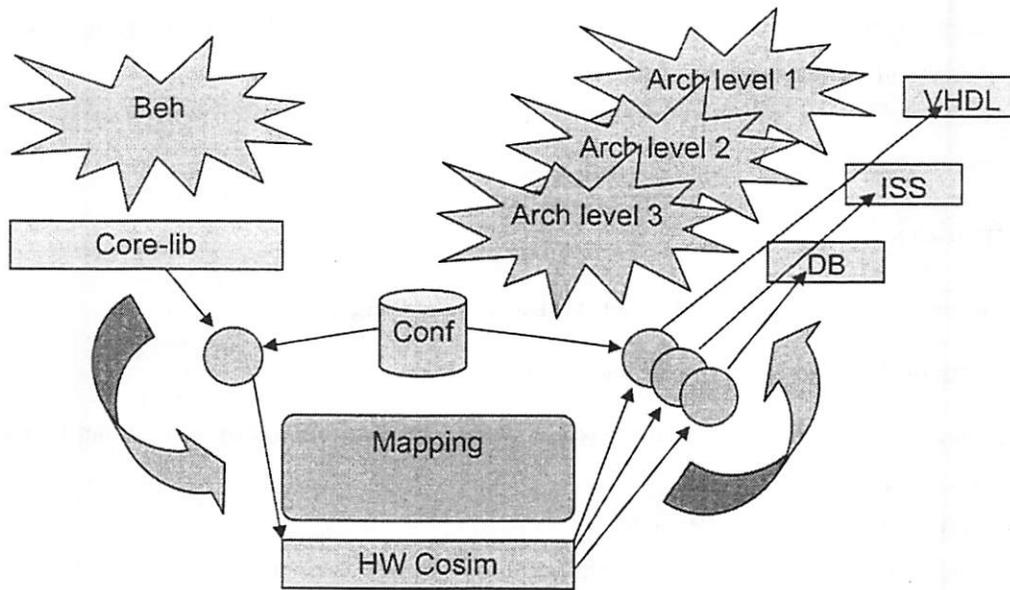 Beh
Arch level 1
VHDL
Arch level 2
ISS
Arch level 3
Core-lib
DB
Conf
Mapping
HW Cosim